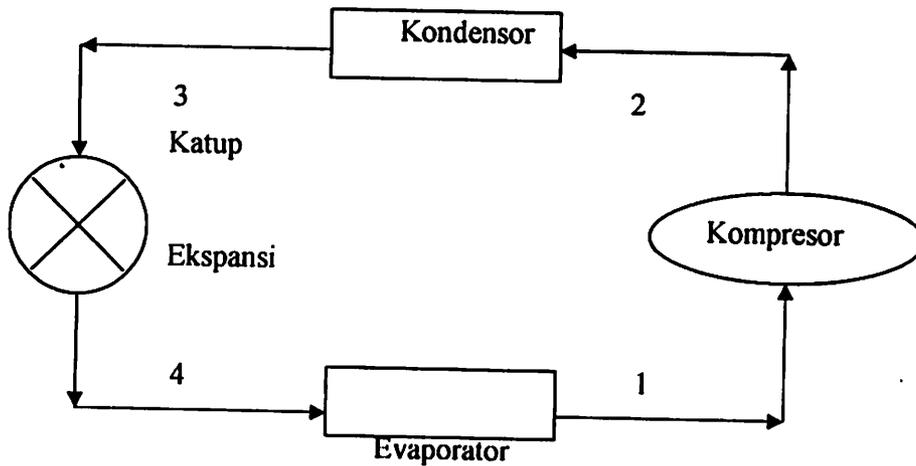 Kondensor
3
2
Katup
Kompresor
Ekspansi
4
1
Evaporator